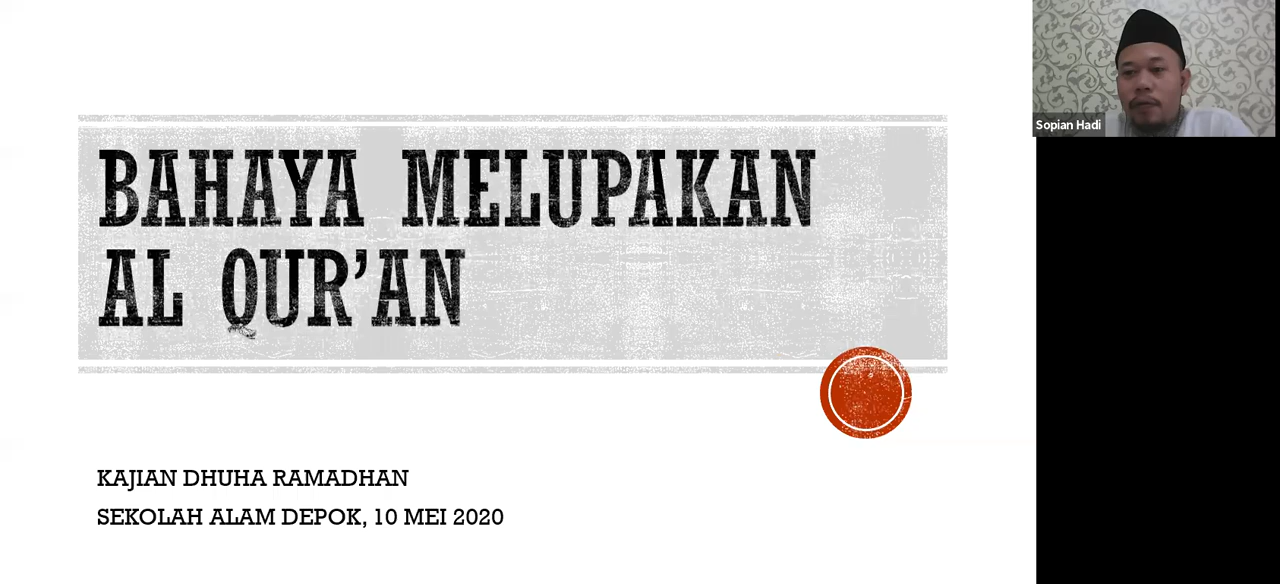 BAHAYA MELUPAKAN
AL QUR'AN
KAJIAN DHUHA RAMADHAN
SEKOLAH ALAM DEPOK, 10 MEI 2020
Sopian Hadi